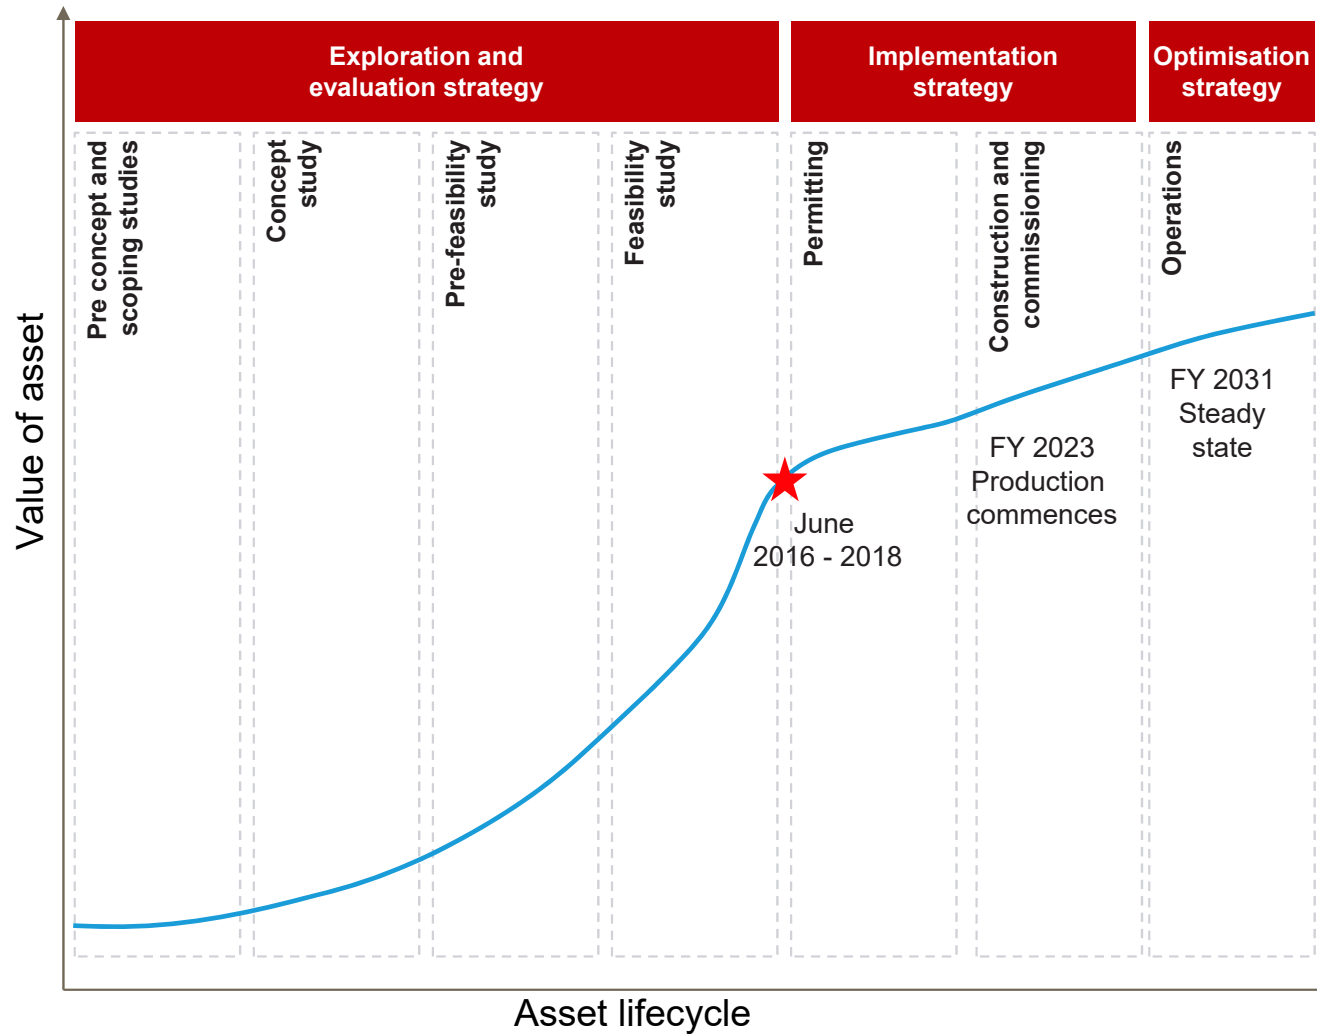 Exploration and
evaluation strategy
Implementation
strategy
Optimisation
strategy
Pre concept and
scoping studies
Concept
study
Pre-feasibility
study
Feasibility
study
Permitting
Construction and
commissioning
Operations
Value of asset
FY 2031
Steady
state
FY 2023
Production
commences
June
2016 - 2018
Asset lifecycle